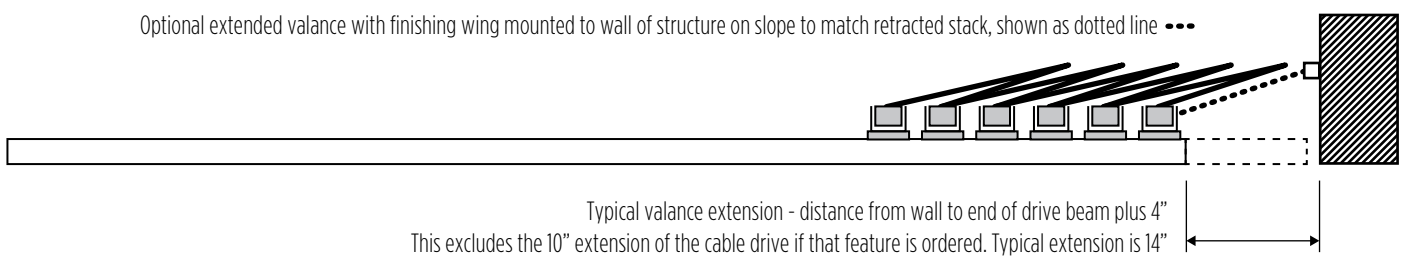 Optional extended valance with finishing wing mounted to wall of structure on slope to match retracted stack, shown as dotted line
Typical valance extension - distance from wall to end of drive beam plus 4”
This excludes the 10” extension of the cable drive if that feature is ordered. Typical extension is 14”